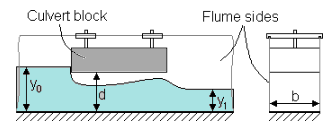 Culvert block
Flume sides
y0
d
y1
b